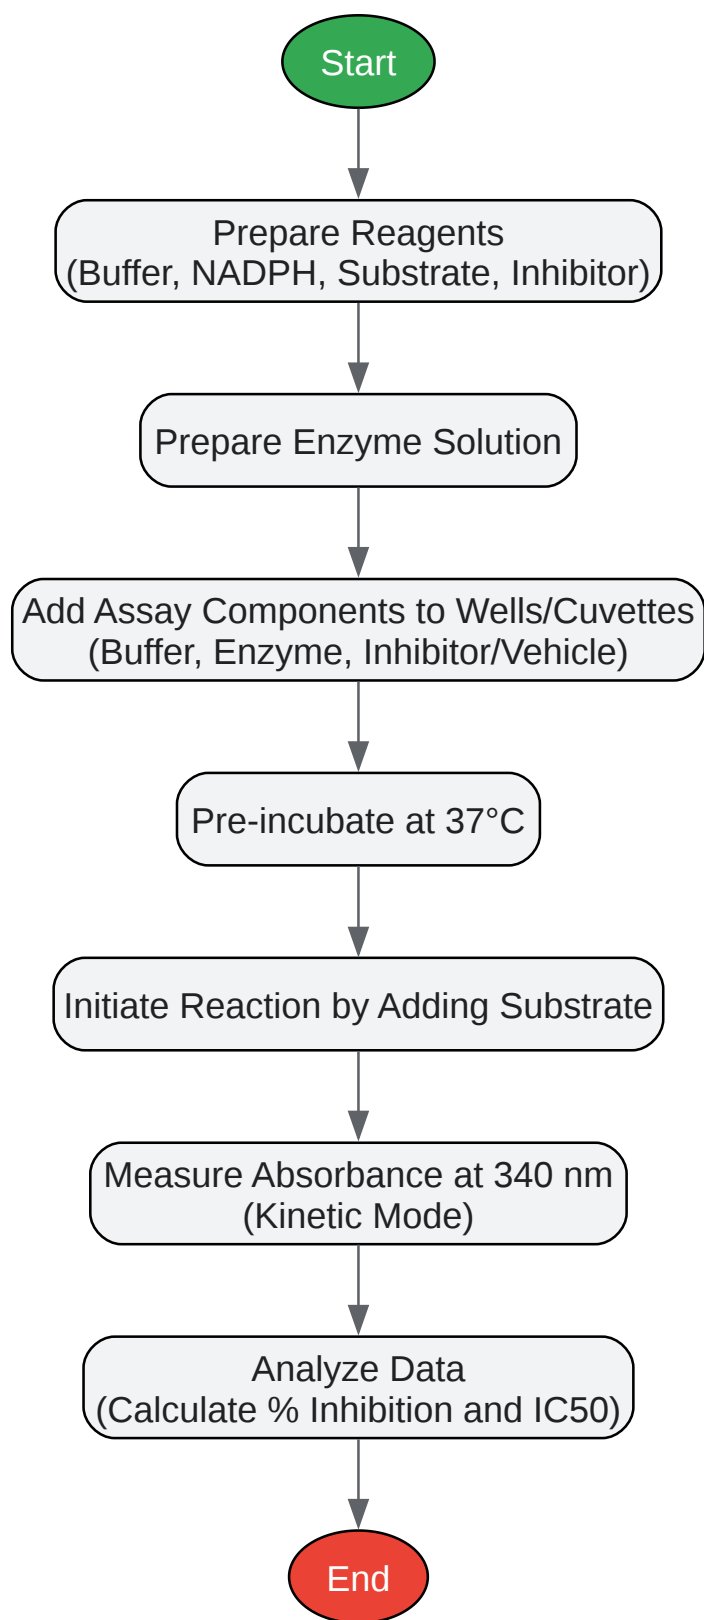 Start
Prepare Reagents
(Buffer, NADPH, Substrate, Inhibitor)
Prepare Enzyme Solution
Add Assay Components to Wells/Cuvettes
(Buffer, Enzyme, Inhibitor/Vehicle)
Pre-incubate at 37°C
Initiate Reaction by Adding Substrate
Measure Absorbance at 340 nm
(Kinetic Mode)
Analyze Data
(Calculate % Inhibition and IC50)
End